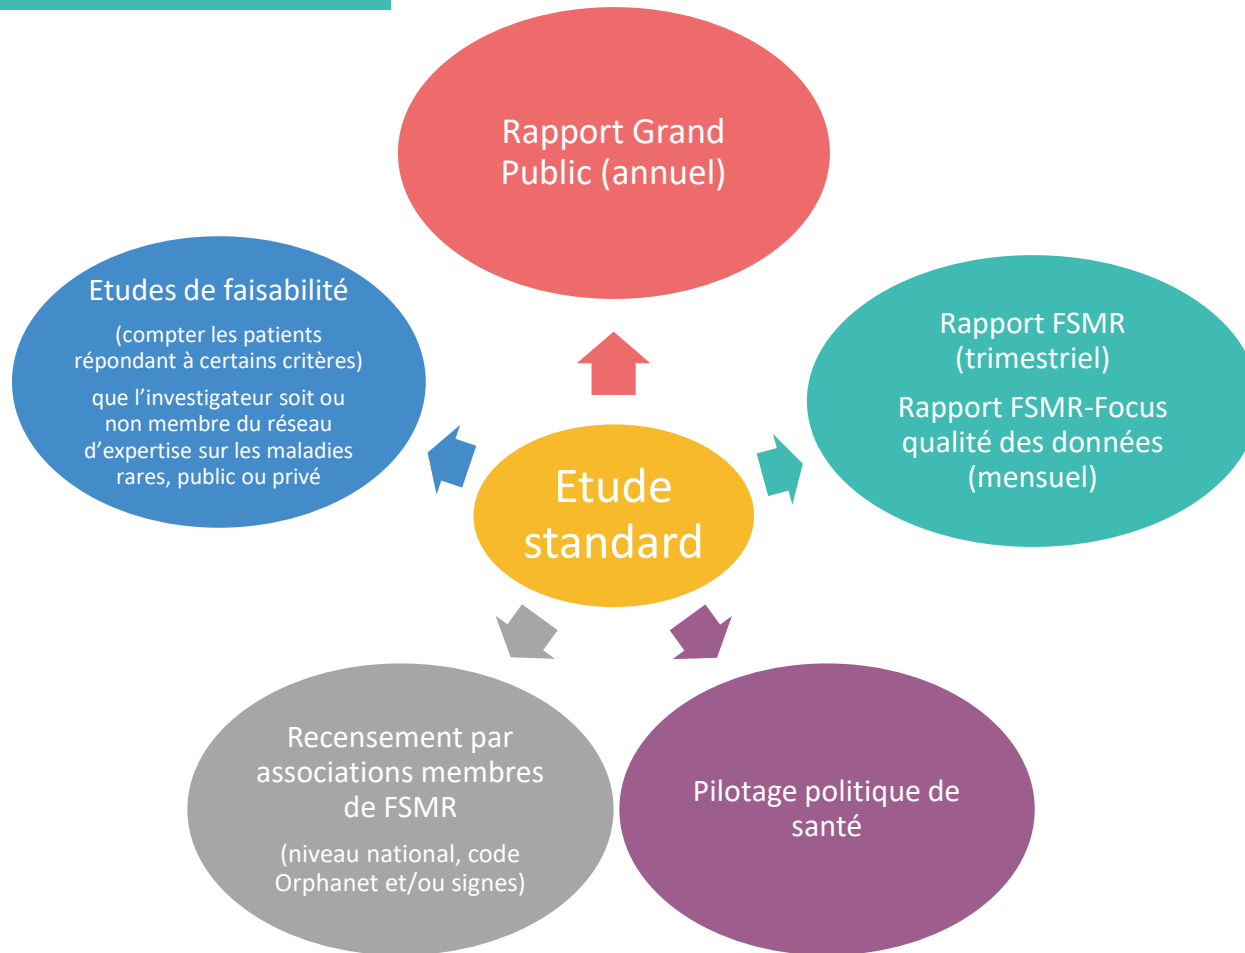 Rapport Grand
Public (annuel)
Etudes de faisabilité
(compter les patients
répondant à certains critères)
que l’investigateur soit ou
non membre du réseau
d’expertise sur les maladies
rares, public ou privé
Rapport FSMR
(trimestriel)
Rapport FSMR-Focus
qualité des données
(mensuel)
Etude
standard
Recensement par
associations membres
de FSMR
(niveau national, code
Orphanet et/ou signes)
Pilotage politique de
santé